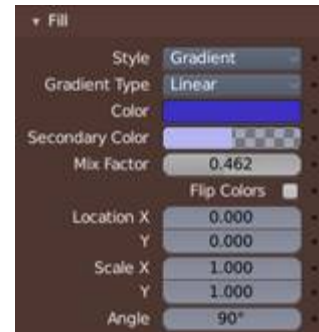 Fill
Style Gradient
Gradient Type Linear
Color
Secondary Color
Mix Factor 0.462
Flip Colors
Location X 0.000
Y 0.000
Scale X 1.000
Y 1.000
Angle 90°